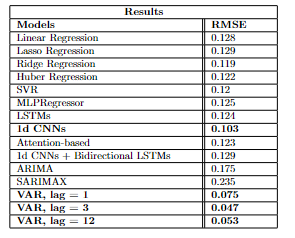 Results
Models RMSE
Linear Regression 0.128
Lasso Regression 0.129
Ridge Regression 0.119
Huber Regression 0.122
SVR 0.12
MLPRegressor 0.125
LSTMs 0.124
1d CNNs 0.103
Attention-based 0.123
1d CNNs + Bidirectional LSTMs 0.129
ARIMA 0.175
SARIMAX 0.235
VAR, lag = 1 0.075
VAR, lag = 3 0.047
VAR, lag = 12 0.053